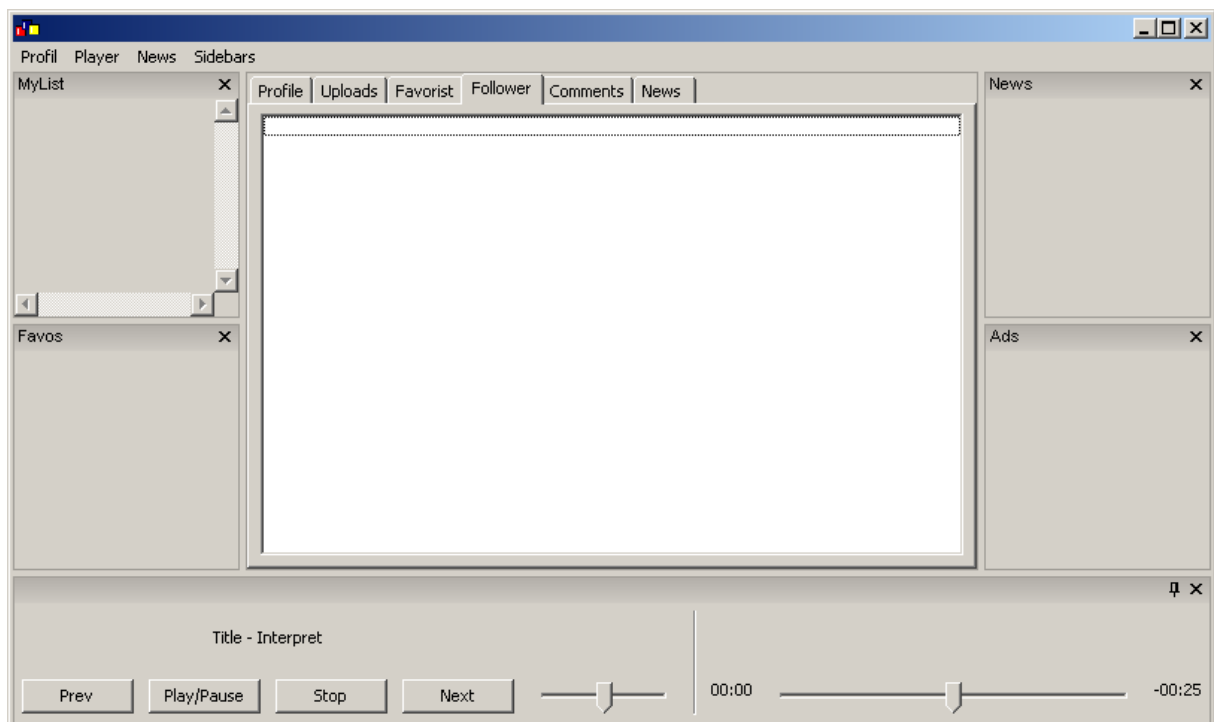 Profil Player News Sidebars
MyList
Profile Uploads Favorist Follower Comments News
News
Favos
Ads
Title - Interpret
Prev Play/Pause Stop Next 00:00 -00:25